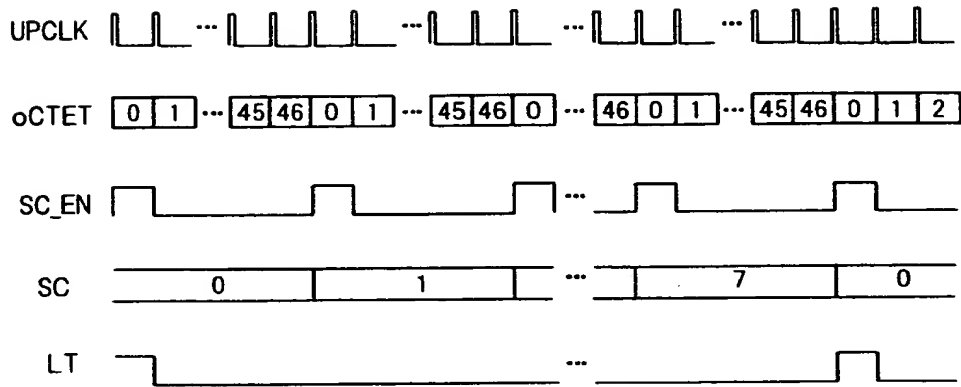 UPCLK ... ... ... ...
oCTET 0 1 ... 45 46 0 1 ... 45 46 0 ... 46 0 1 ... 45 46 0 1 2
SC_EN ...
SC 0 1 ... 7 0
LT ...